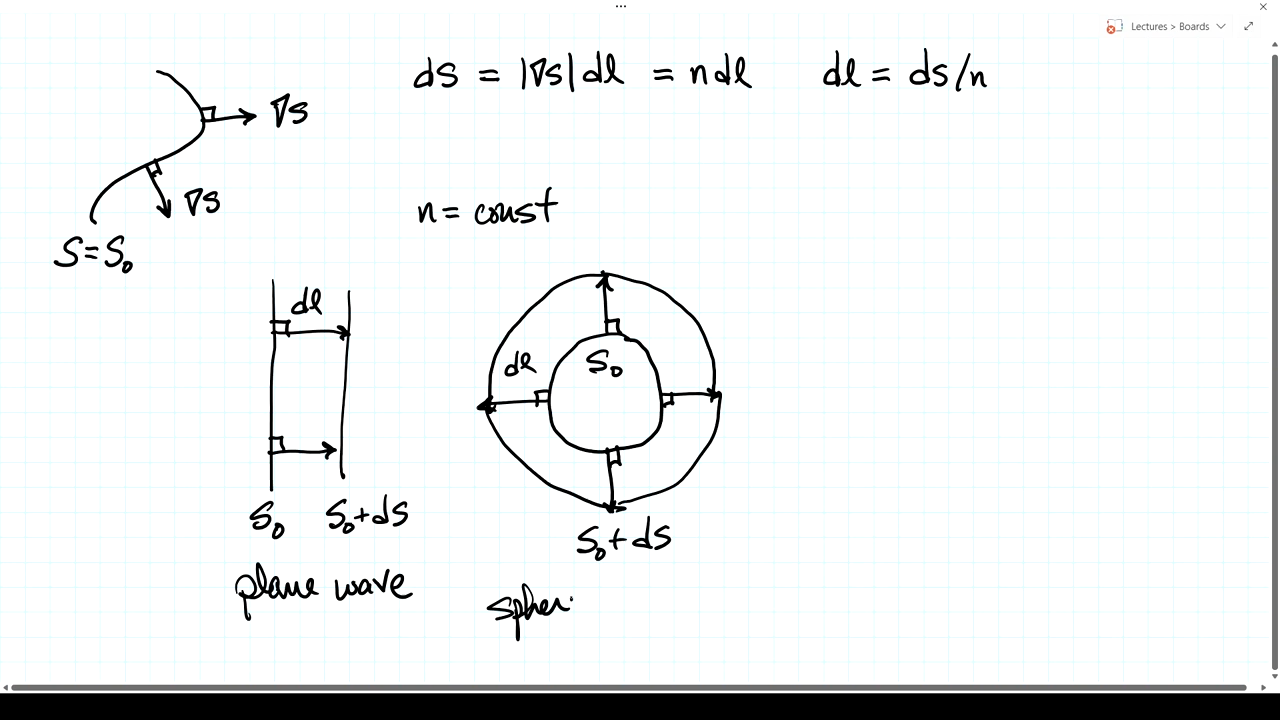 ...
Lectures > Boards
dS = |∇S| dl = n dl dl = dS/n
∇S
∇S
S = S₀
n = const
dl
dl
S₀
S₀ S₀+dS
S₀+dS
plane wave
spher